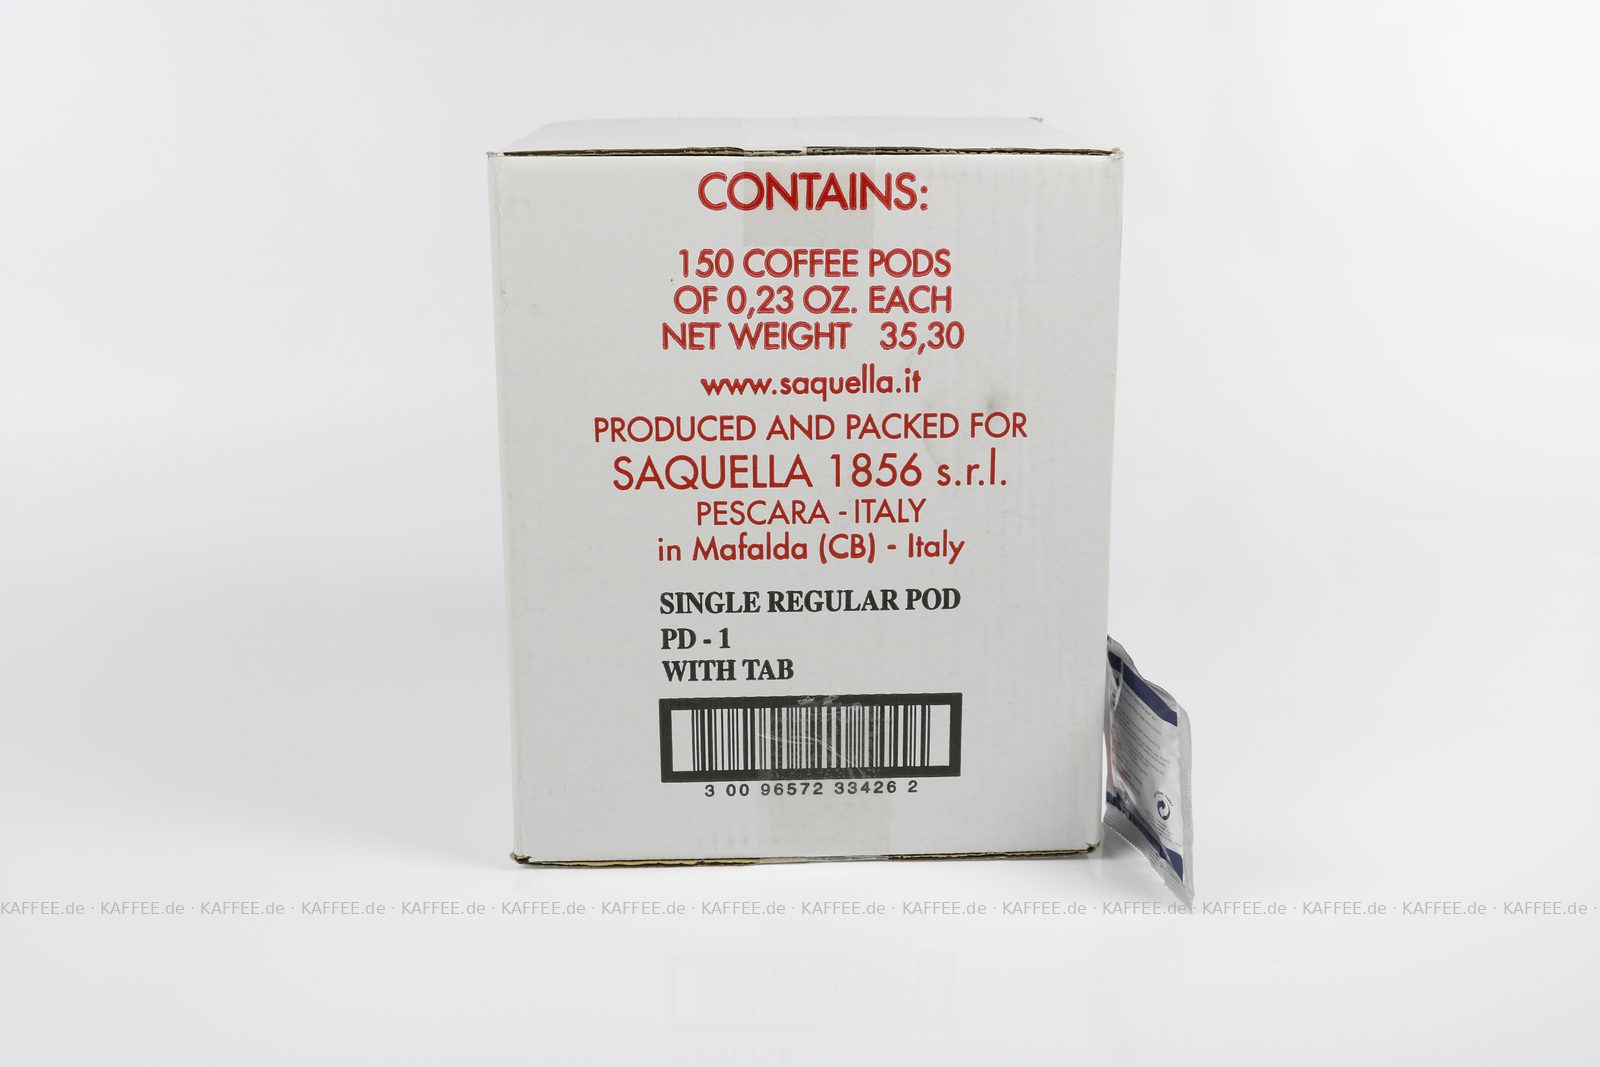 CONTAINS:
150 COFFEE PODS
OF 0,23 OZ. EACH
NET WEIGHT 35,30
www.saquella.it
PRODUCED AND PACKED FOR
SAQUELLA 1856 s.r.l.
PESCARA - ITALY
in Mafalda (CB) - Italy
SINGLE REGULAR POD
PD - 1
WITH TAB
3 00 96572 33426 2
KAFFEE.de · KAFFEE.de · KAFFEE.de · KAFFEE.de · KAFFEE.de · KAFFEE.de · KAFFEE.de · KAFFEE.de · KAFFEE.de · KAFFEE.de · KAFFEE.de · KAFFEE.de · KAFFEE.de · KAFFEE.de · KAFFEE.de · KAFFEE.de ·